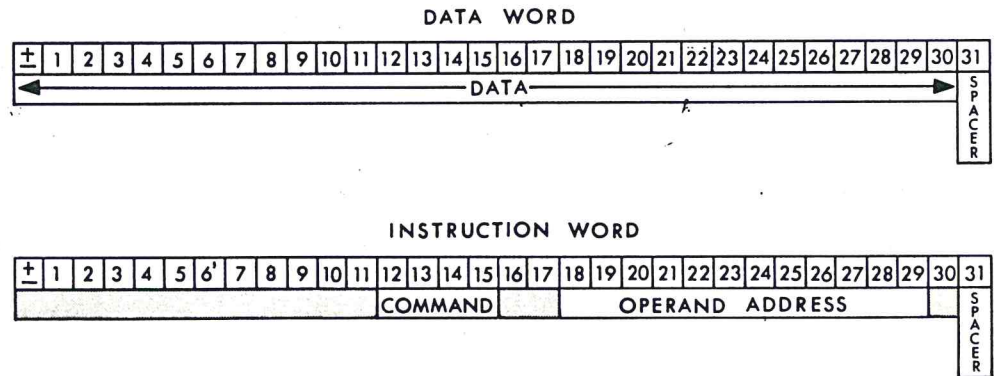 DATA WORD
± 1 2 3 4 5 6 7 8 9 10 11 12 13 14 15 16 17 18 19 20 21 22 23 24 25 26 27 28 29 30 31
DATA
SPACER
INSTRUCTION WORD
± 1 2 3 4 5 6 7 8 9 10 11 12 13 14 15 16 17 18 19 20 21 22 23 24 25 26 27 28 29 30 31
COMMAND OPERAND ADDRESS
SPACER